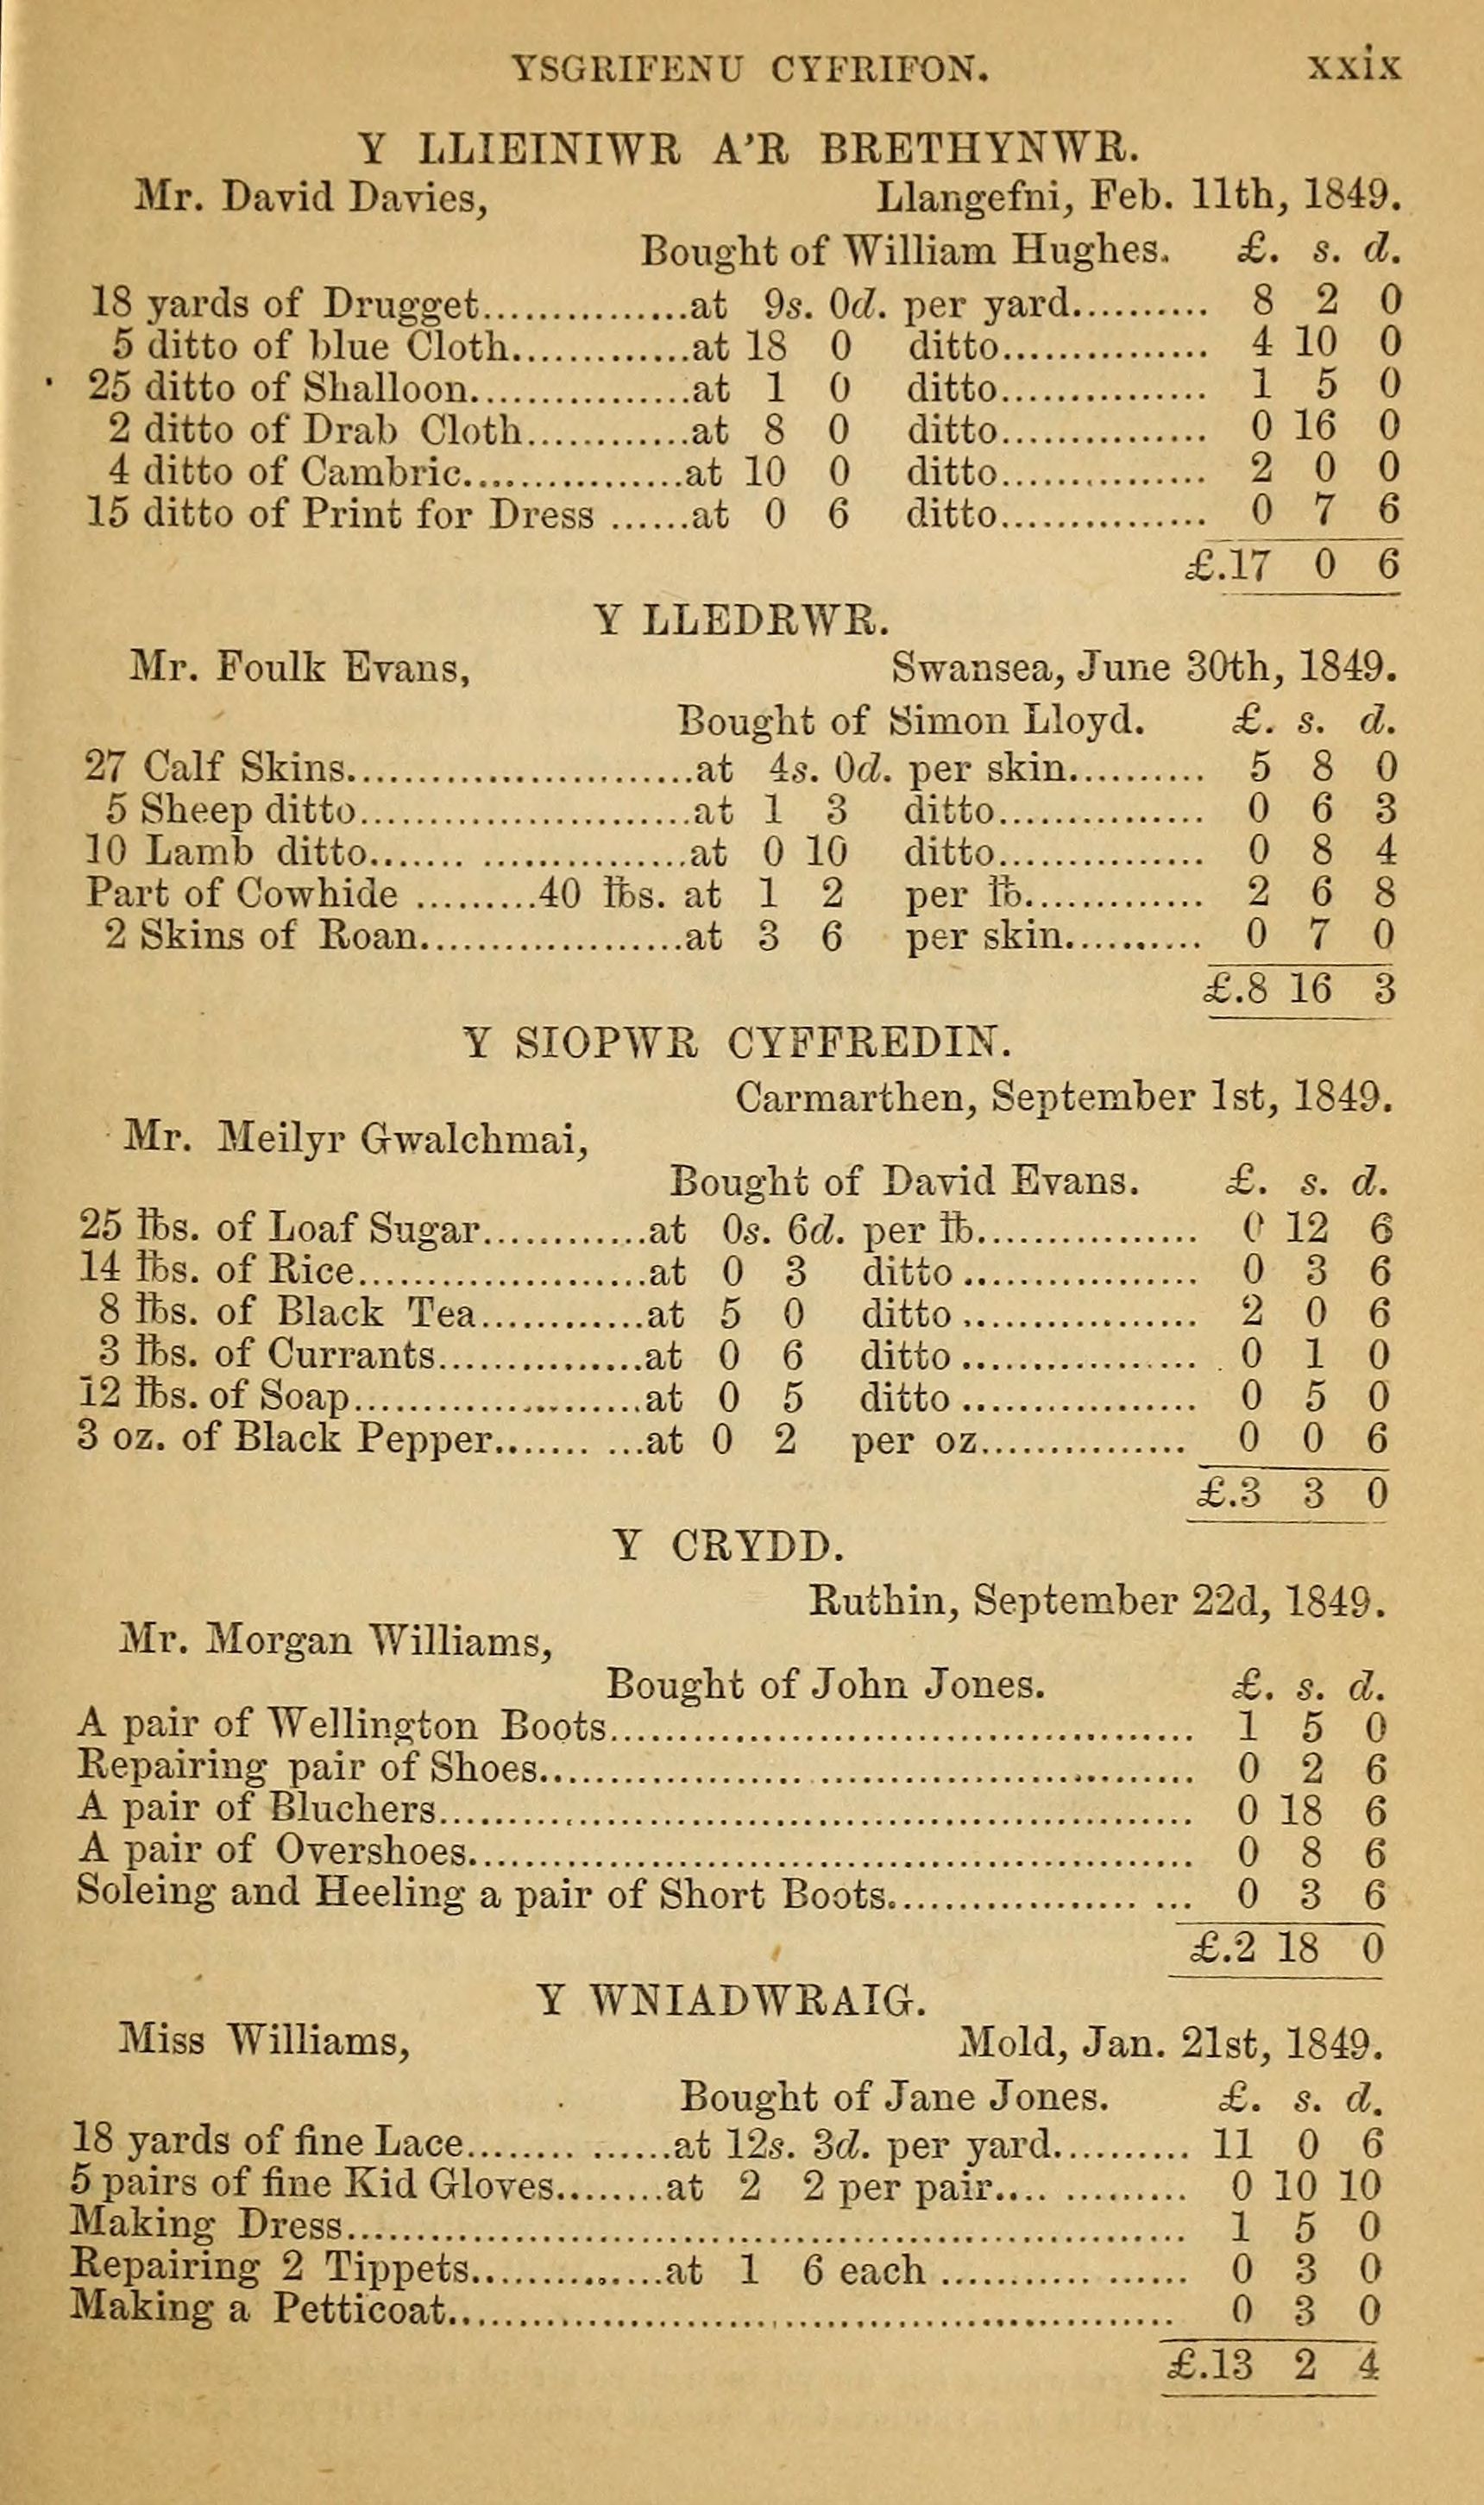 YSGRIFENU CYFRIFON. xxix
Y LLIEINIWR A'R BRETHYNWR.
Mr. David Davies, Llangefni, Feb. 11th, 1849.
Bought of William Hughes. £. s. d.
18 yards of Drugget...............at 9s. 0d. per yard.......... 8 2 0
5 ditto of blue Cloth.............at 18 0 ditto................ 4 10 0
25 ditto of Shalloon................at 1 0 ditto............... 1 5 0
2 ditto of Drab Cloth............at 8 0 ditto................ 0 16 0
4 ditto of Cambric................at 10 0 ditto............... 2 0 0
15 ditto of Print for Dress ......at 0 6 ditto................ 0 7 6
£.17 0 6
Y LLEDRWR.
Mr. Foulk Evans, Swansea, June 30th, 1849.
Bought of Simon Lloyd. £. s. d.
27 Calf Skins.........................at 4s. 0d. per skin.......... 5 8 0
5 Sheep ditto........................at 1 3 ditto............... 0 6 3
10 Lamb ditto....... ...............at 0 10 ditto............... 0 8 4
Part of Cowhide .........40 ℔s. at 1 2 per ℔............. 2 6 8
2 Skins of Roan...................at 3 6 per skin.......... 0 7 0
£.8 16 3
Y SIOPWR CYFFREDIN.
Carmarthen, September 1st, 1849.
Mr. Meilyr Gwalchmai,
Bought of David Evans. £. s. d.
25 ℔s. of Loaf Sugar............at 0s. 6d. per ℔................ 0 12 6
14 ℔s. of Rice.....................at 0 3 ditto ................. 0 3 6
8 ℔s. of Black Tea............at 5 0 ditto ................. 2 0 6
3 ℔s. of Currants...............at 0 6 ditto ................. 0 1 0
12 ℔s. of Soap.....................at 0 5 ditto ................. 0 5 0
3 oz. of Black Pepper....... ...at 0 2 per oz............... 0 0 6
£.3 3 0
Y CRYDD.
Ruthin, September 22d, 1849.
Mr. Morgan Williams,
Bought of John Jones. £. s. d.
A pair of Wellington Boots.......................................... 1 5 0
Repairing pair of Shoes............................................... 0 2 6
A pair of Bluchers...................................................... 0 18 6
A pair of Overshoes.................................................... 0 8 6
Soleing and Heeling a pair of Short Boots.................. ... 0 3 6
£.2 18 0
Y WNIADWRAIG.
Miss Williams, Mold, Jan. 21st, 1849.
Bought of Jane Jones. £. s. d.
18 yards of fine Lace........ ......at 12s. 3d. per yard.......... 11 0 6
5 pairs of fine Kid Gloves........at 2 2 per pair.... ......... 0 10 10
Making Dress............................................................. 1 5 0
Repairing 2 Tippets..............at 1 6 each ........... ...... 0 3 0
Making a Petticoat..................................................... 0 3 0
£.13 2 4